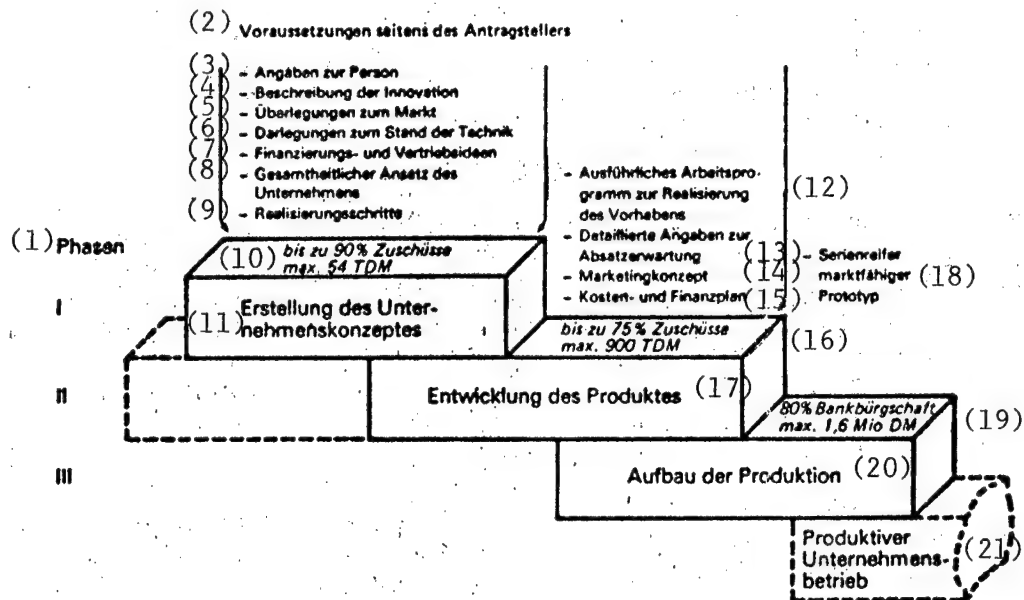 (2) Voraussetzungen seitens des Antragstellers
(3) - Angaben zur Person
(4) - Beschreibung der Innovation
(5) - Überlegungen zum Markt
(6) - Darlegungen zum Stand der Technik
(7) - Finanzierungs- und Vertriebsideen
(8) - Gesamtheitlicher Ansatz des
Unternehmens
(9) - Realisierungsschritte
- Ausführliches Arbeitspro-
gramm zur Realisierung (12)
des Vorhabens
- Detaillierte Angaben zur
Absatzerwartung (13)
- Marketingkonzept (14)
- Kosten- und Finanzplan (15)
- Serienreifer
marktfähiger (18)
Prototyp
(1) Phasen
(10) bis zu 90% Zuschüsse
max. 54 TDM
I
Erstellung des Unter-
(11) nehmenskonzeptes
bis zu 75% Zuschüsse
max. 900 TDM
(16)
II
Entwicklung des Produktes (17)
80% Bankbürgschaft
max. 1,6 Mio DM
(19)
III
Aufbau der Produktion (20)
Produktiver
Unternehmens- (21)
betrieb